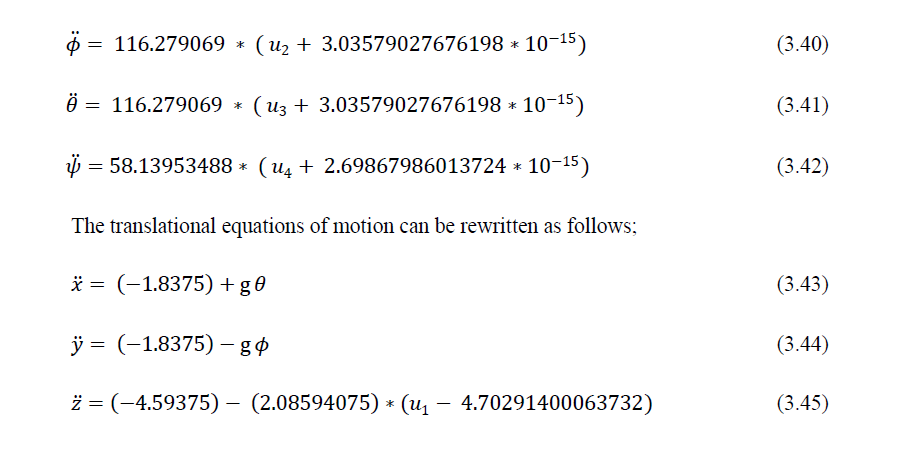 ϕ̈ = 116.279069 * ( u₂ + 3.03579027676198 * 10⁻¹⁵) (3.40)
θ̈ = 116.279069 * ( u₃ + 3.03579027676198 * 10⁻¹⁵) (3.41)
ψ̈ = 58.13953488 * ( u₄ + 2.69867986013724 * 10⁻¹⁵) (3.42)
The translational equations of motion can be rewritten as follows;
ẍ = (−1.8375) + g θ (3.43)
ÿ = (−1.8375) − g ϕ (3.44)
z̈ = (−4.59375) − (2.08594075) * (u₁ − 4.70291400063732) (3.45)